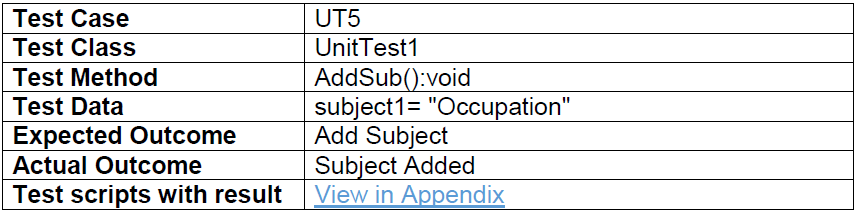 Test Case UT5
Test Class UnitTest1
Test Method AddSub():void
Test Data subject1= "Occupation"
Expected Outcome Add Subject
Actual Outcome Subject Added
Test scripts with result View in Appendix